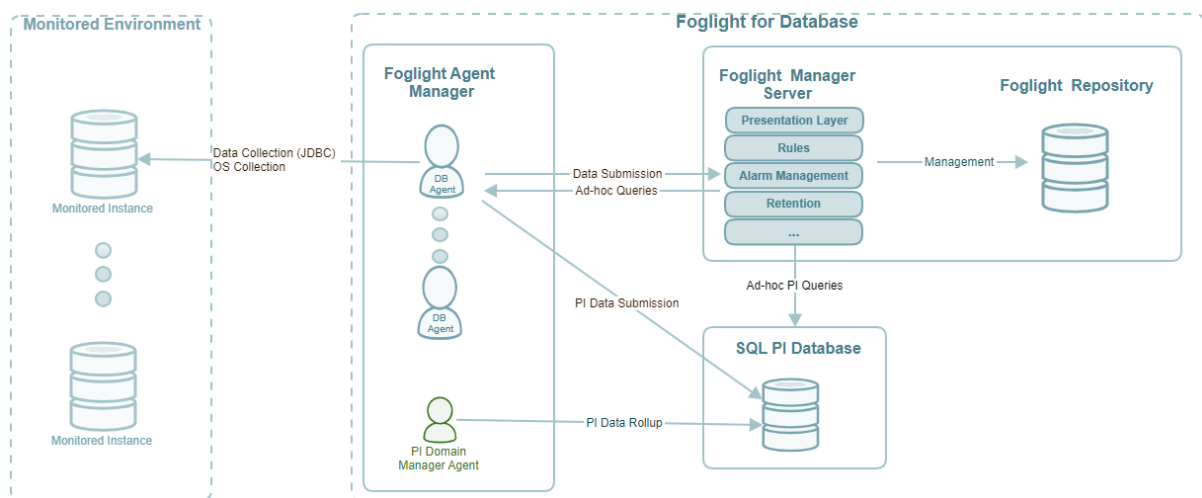 Monitored Environment
Monitored Instance
Monitored Instance
Data Collection (JDBC)
OS Collection
Foglight for Database
Foglight Agent
Manager
DB
Agent
DB
Agent
PI Domain
Manager Agent
Data Submission
Ad-hoc Queries
PI Data Submission
PI Data Rollup
Foglight Manager
Server
Presentation Layer
Rules
Alarm Management
Retention
...
Management
Foglight Repository
Ad-hoc PI Queries
SQL PI Database